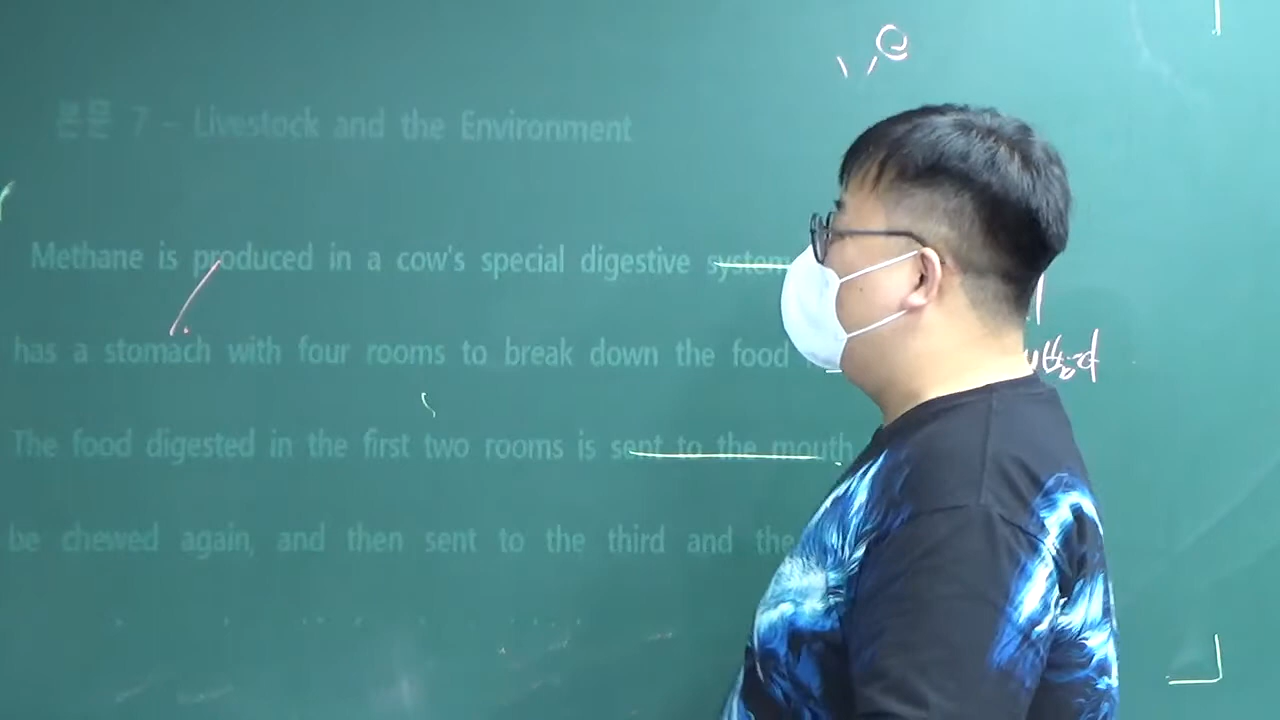 본문 7 - Livestock and the Environment
Methane is produced in a cow's special digestive system
has a stomach with four rooms to break down the food
The food digested in the first two rooms is sent to the mouth
be chewed again, and then sent to the third and the